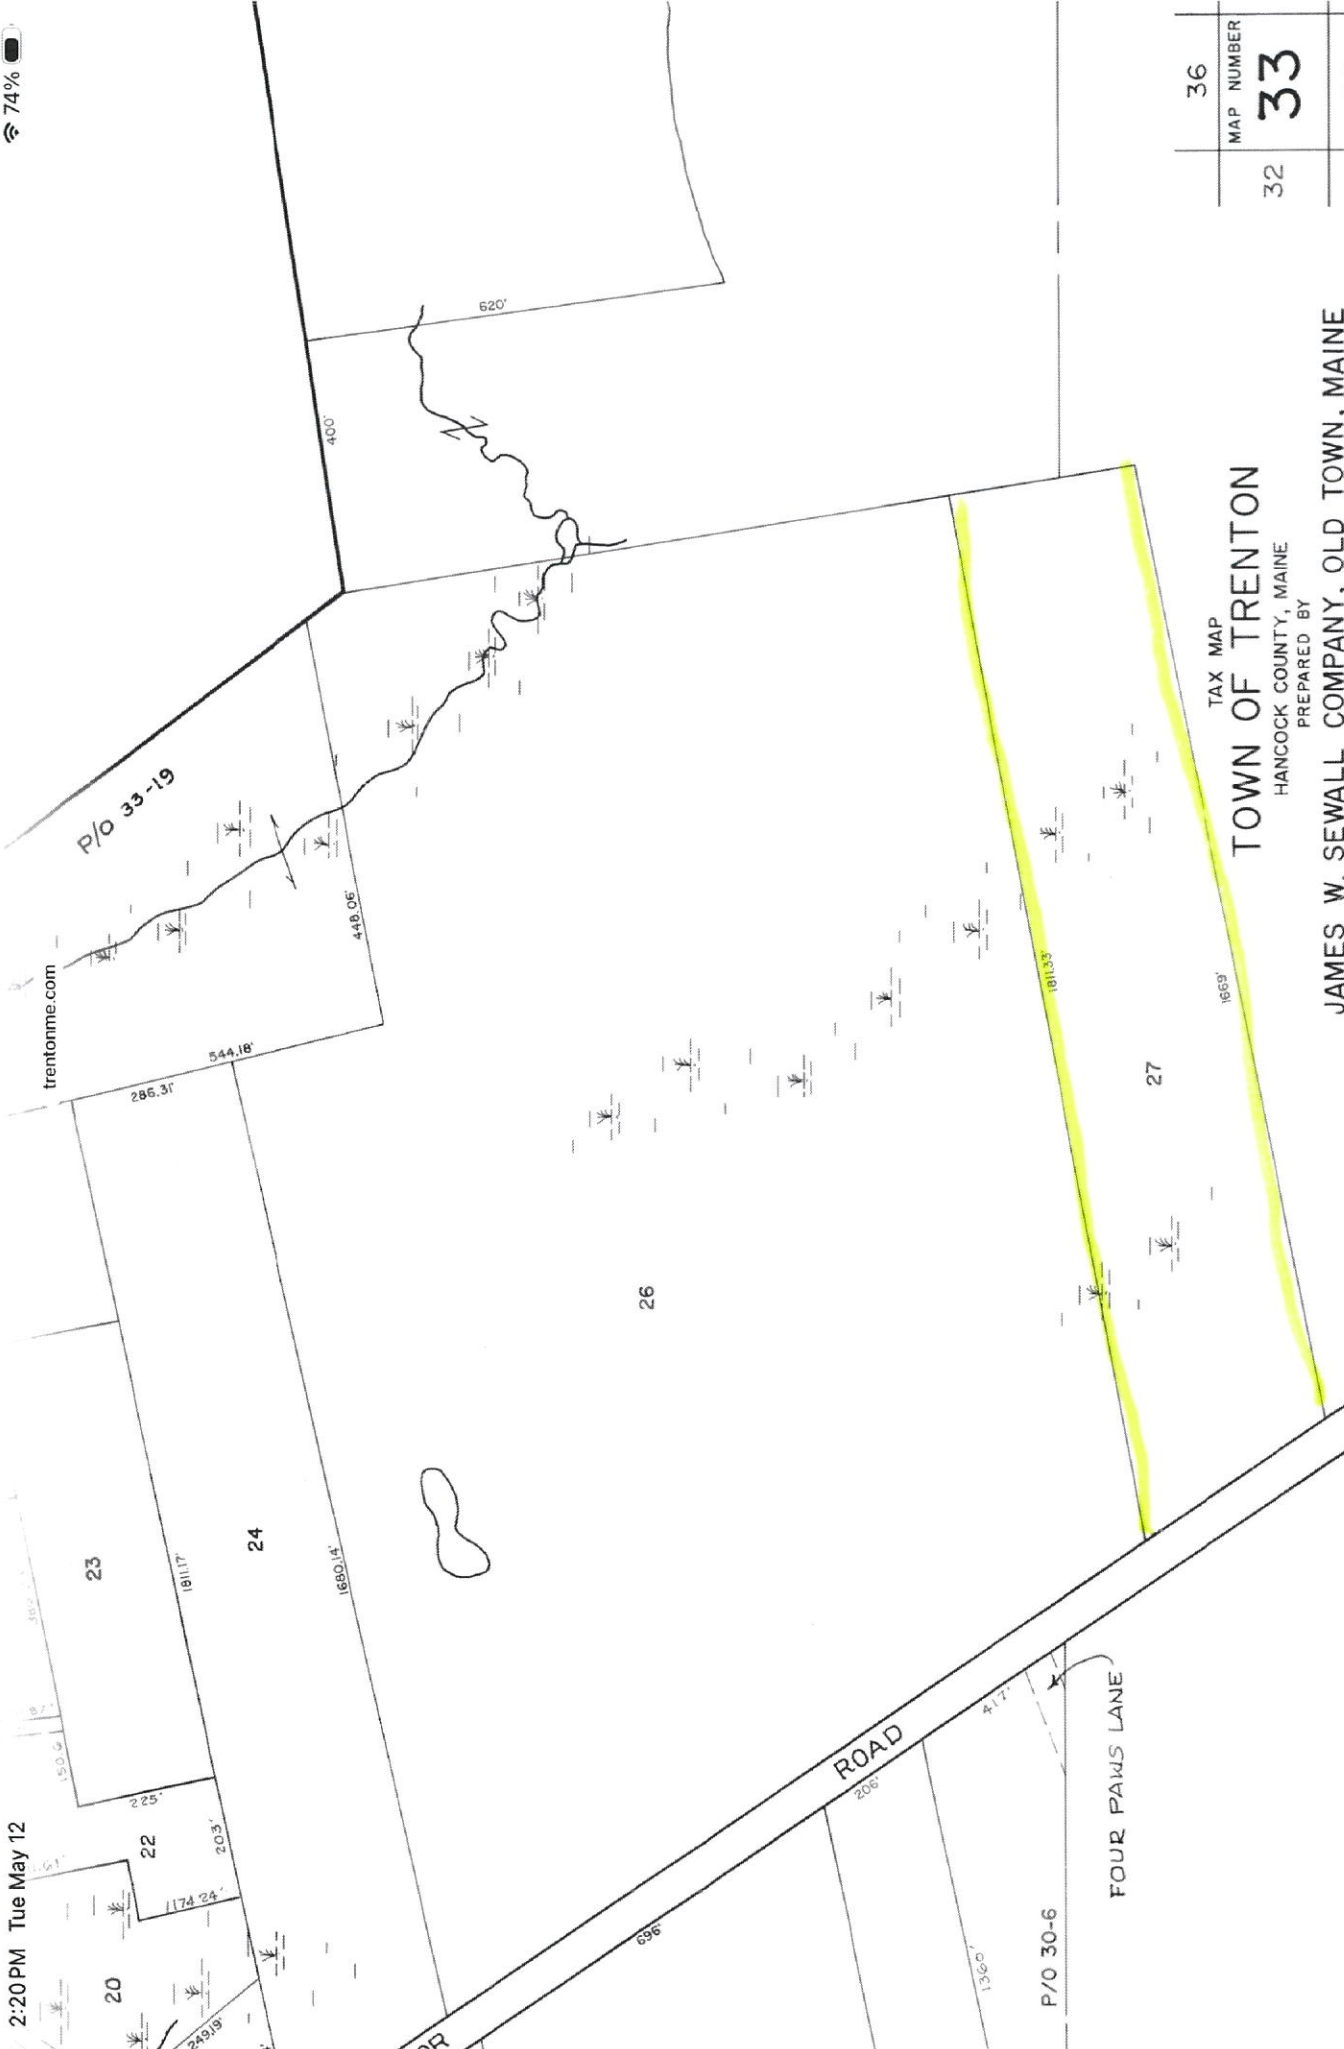 2:20 PM Tue May 12
trentonme.com
74%
P/O 33-19
400'
620'
448.06'
544.18'
286.31'
23
1811.17'
24
1680.14'
26
1811.33'
27
1669'
150.6
225'
22
203'
174.24'
20
249.19'
OR
ROAD
696'
206'
417'
1360'
P/O 30-6
FOUR PAWS LANE
TAX MAP
TOWN OF TRENTON
HANCOCK COUNTY, MAINE
PREPARED BY
JAMES W. SEWALL COMPANY, OLD TOWN, MAINE
36
MAP NUMBER
32
33